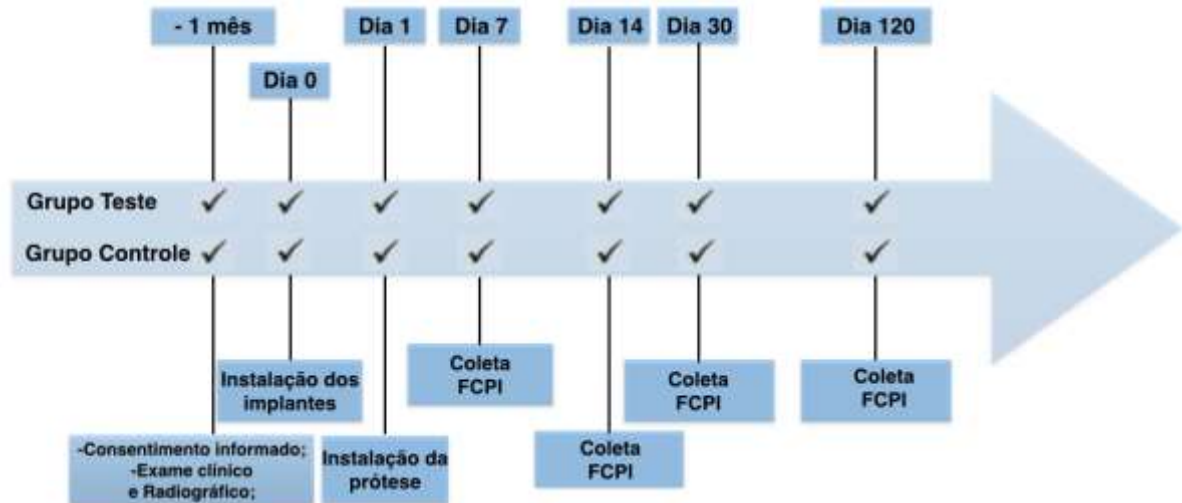 - 1 mês
Dia 1
Dia 7
Dia 14
Dia 30
Dia 120
Dia 0
Grupo Teste
Grupo Controle
Instalação dos
implantes
Coleta
FCPI
Coleta
FCPI
Coleta
FCPI
-Consentimento informado;
-Exame clínico
e Radiográfico;
Instalação da
prótese
Coleta
FCPI